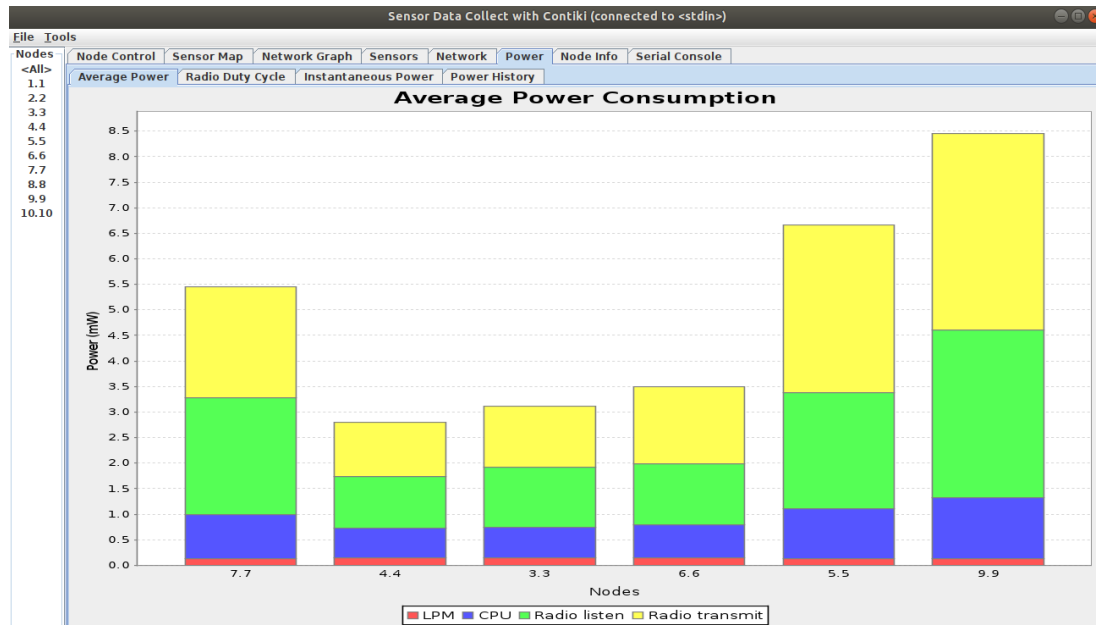 Sensor Data Collect with Contiki (connected to <stdin>)
File Tools
Nodes
<All>
1.1
2.2
3.3
4.4
5.5
6.6
7.7
8.8
9.9
10.10
Node Control Sensor Map Network Graph Sensors Network Power Node Info Serial Console
Average Power Radio Duty Cycle Instantaneous Power Power History
Average Power Consumption
Power (mW)
8.5
8.0
7.5
7.0
6.5
6.0
5.5
5.0
4.5
4.0
3.5
3.0
2.5
2.0
1.5
1.0
0.5
0.0
7.7 4.4 3.3 6.6 5.5 9.9
Nodes
LPM CPU Radio listen Radio transmit